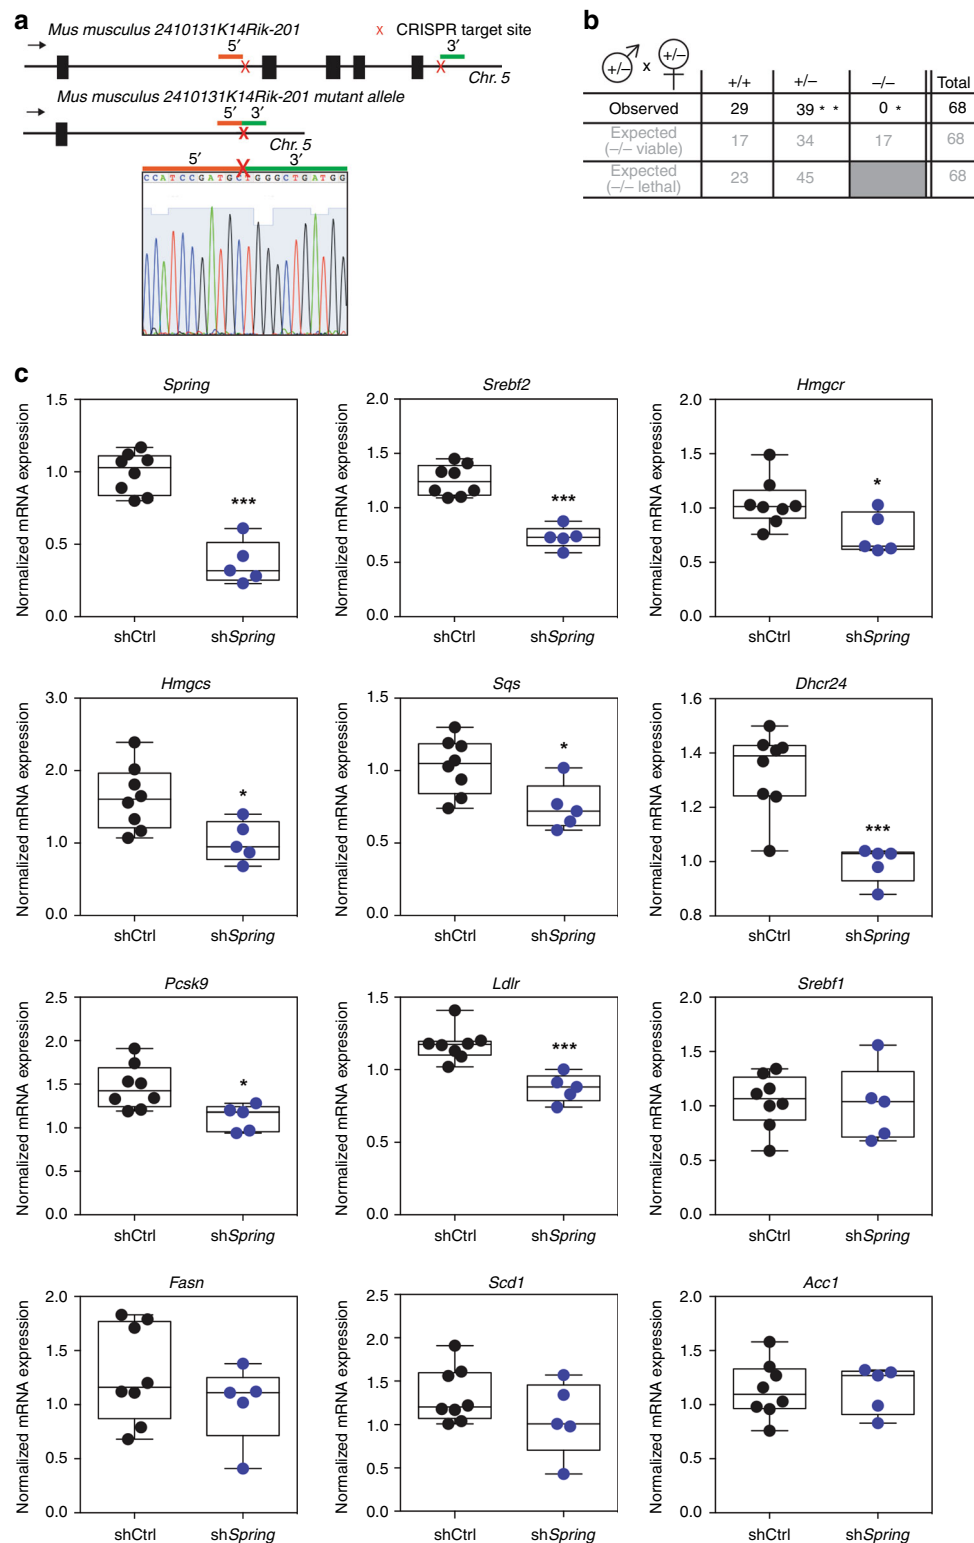 a
Mus musculus 2410131K14Rik-201
X CRISPR target site
5′ 3′
X X
Chr. 5
Mus musculus 2410131K14Rik-201 mutant allele
5′ 3′
X
Chr. 5
5′ X 3′
CCATCCGATGCTGGGCTGATGG
b
+/– x +/–
+/+ +/– –/– Total
Observed 29 39 * * 0 * 68
Expected (–/– viable) 17 34 17 68
Expected (–/– lethal) 23 45 68
c
Spring
Normalized mRNA expression
1.5
1.0
0.5
0.0
***
shCtrl shSpring
Srebf2
Normalized mRNA expression
2.0
1.5
1.0
0.5
0.0
***
shCtrl shSpring
Hmgcr
Normalized mRNA expression
2.0
1.5
1.0
0.5
0.0
*
shCtrl shSpring
Hmgcs
Normalized mRNA expression
3.0
2.0
1.0
0.0
*
shCtrl shSpring
Sqs
Normalized mRNA expression
1.5
1.0
0.5
0.0
*
shCtrl shSpring
Dhcr24
Normalized mRNA expression
1.6
1.4
1.2
1.0
0.8
***
shCtrl shSpring
Pcsk9
Normalized mRNA expression
2.5
2.0
1.5
1.0
0.5
0.0
*
shCtrl shSpring
Ldlr
Normalized mRNA expression
1.5
1.0
0.5
0.0
***
shCtrl shSpring
Srebf1
Normalized mRNA expression
2.0
1.5
1.0
0.5
0.0
shCtrl shSpring
Fasn
Normalized mRNA expression
2.0
1.5
1.0
0.5
0.0
shCtrl shSpring
Scd1
Normalized mRNA expression
2.5
2.0
1.5
1.0
0.5
0.0
shCtrl shSpring
Acc1
Normalized mRNA expression
2.0
1.5
1.0
0.5
0.0
shCtrl shSpring